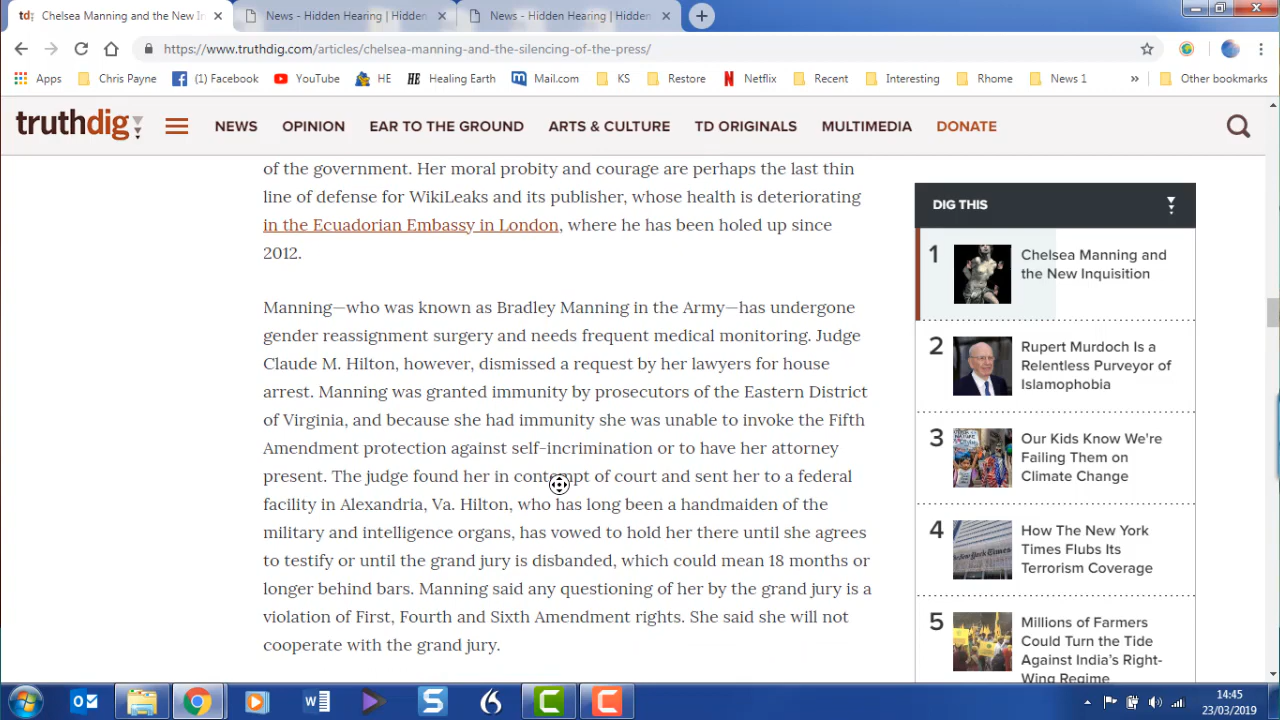 Chelsea Manning and the New In
News - Hidden Hearing | Hidden
News - Hidden Hearing | Hidden
https://www.truthdig.com/articles/chelsea-manning-and-the-silencing-of-the-press/
Apps Chris Payne (1) Facebook YouTube HE HE Healing Earth Mail.com KS Restore Netflix Recent Interesting Rhome News 1 » Other bookmarks
truthdig NEWS OPINION EAR TO THE GROUND ARTS & CULTURE TD ORIGINALS MULTIMEDIA DONATE
of the government. Her moral probity and courage are perhaps the last thin
line of defense for WikiLeaks and its publisher, whose health is deteriorating
in the Ecuadorian Embassy in London, where he has been holed up since
2012.
Manning—who was known as Bradley Manning in the Army—has undergone
gender reassignment surgery and needs frequent medical monitoring. Judge
Claude M. Hilton, however, dismissed a request by her lawyers for house
arrest. Manning was granted immunity by prosecutors of the Eastern District
of Virginia, and because she had immunity she was unable to invoke the Fifth
Amendment protection against self-incrimination or to have her attorney
present. The judge found her in contempt of court and sent her to a federal
facility in Alexandria, Va. Hilton, who has long been a handmaiden of the
military and intelligence organs, has vowed to hold her there until she agrees
to testify or until the grand jury is disbanded, which could mean 18 months or
longer behind bars. Manning said any questioning of her by the grand jury is a
violation of First, Fourth and Sixth Amendment rights. She said she will not
cooperate with the grand jury.
DIG THIS
1
Chelsea Manning and
the New Inquisition
2
Rupert Murdoch Is a
Relentless Purveyor of
Islamophobia
3
Our Kids Know We're
Failing Them on
Climate Change
4
How The New York
Times Flubs Its
Terrorism Coverage
5
Millions of Farmers
Could Turn the Tide
Against India's Right-
Wing Regime
14:45
23/03/2019